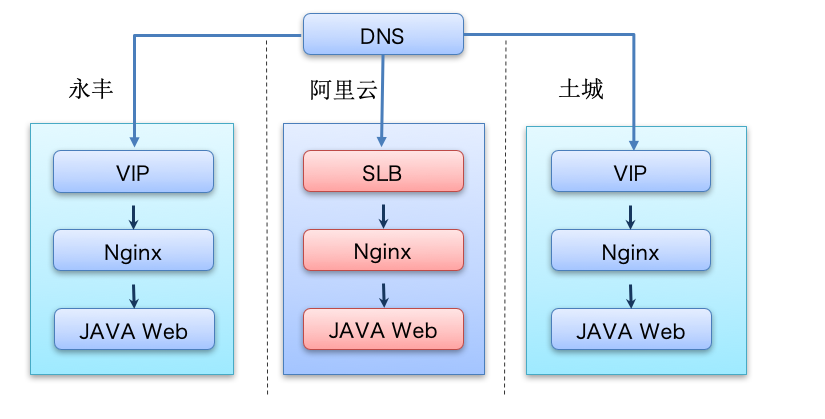 DNS
永丰
阿里云
土城
VIP
SLB
VIP
Nginx
Nginx
Nginx
JAVA Web
JAVA Web
JAVA Web